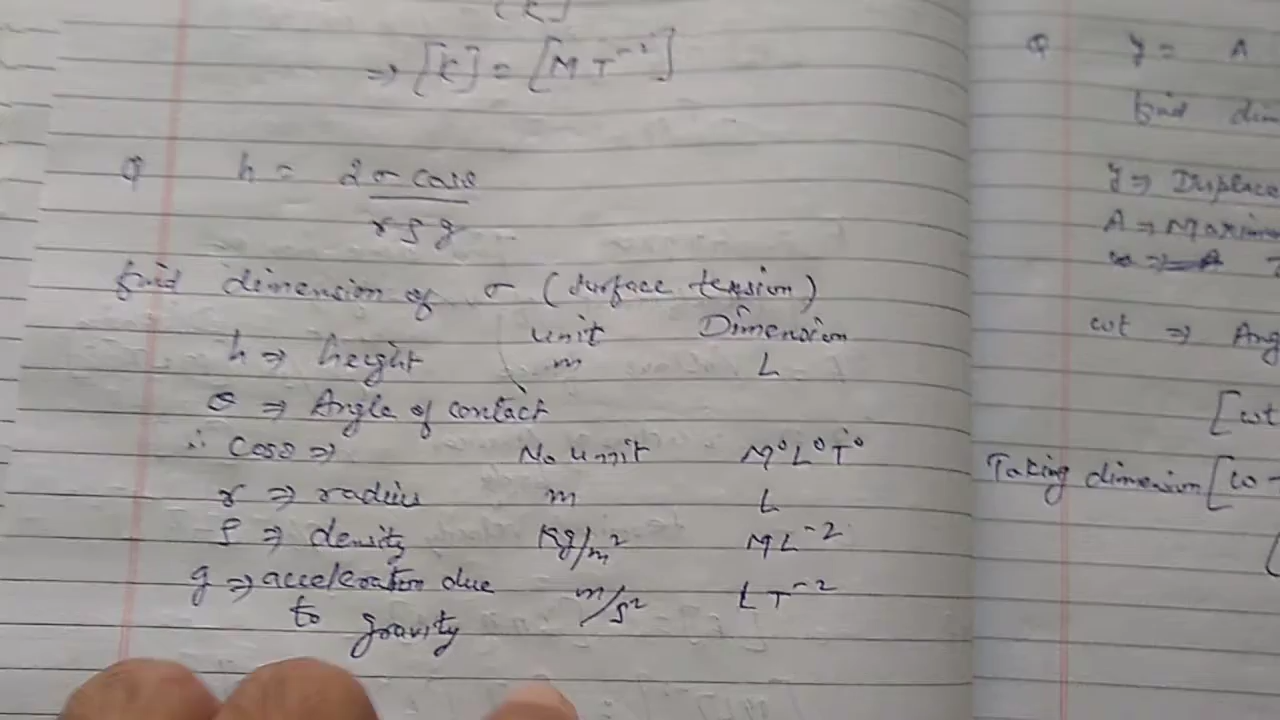 [K]
⇒ [K] = [M T⁻²]
Q h = 2σ cosθ
r ρ g
find dimension of σ (surface tension)
unit Dimension
h ⇒ height m L
θ ⇒ Angle of contact
∴ cosθ ⇒ No unit M⁰L⁰T⁰
r ⇒ radius m L
ρ ⇒ density Kg/m² ML⁻²
g ⇒ acceleration due m/s² LT⁻²
to gravity
Q y = A
find dim
y ⇒ Displace
A ⇒ Maxim
ωt ⇒ Ang
[ωt
Taking dimension [ω